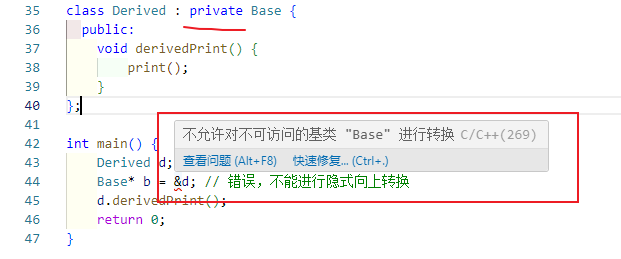 35 class Derived : private Base {
36 public:
37 void derivedPrint() {
38 print();
39 }
40 };
41
42 int main() {
43 Derived d;
44 Base* b = &d; // 错误，不能进行隐式向上转换
45 d.derivedPrint();
46 return 0;
47 }
不允许对不可访问的基类 "Base" 进行转换 C/C++(269)
查看问题 (Alt+F8) 快速修复... (Ctrl+.)